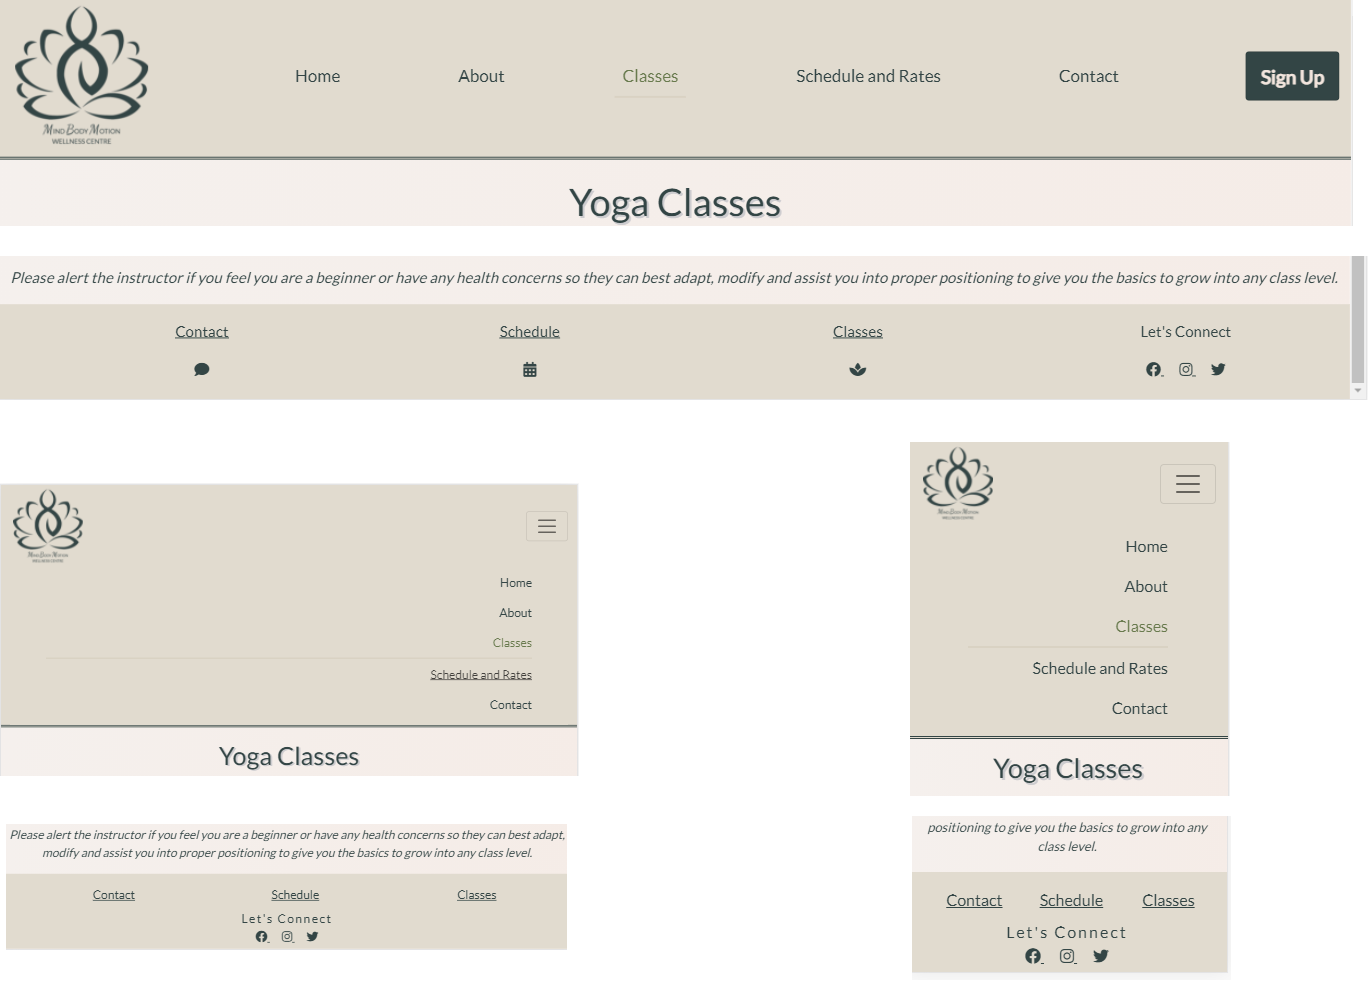 Mind Body Motion
WELLNESS CENTRE
Home
About
Classes
Schedule and Rates
Contact
Sign Up
Yoga Classes
Please alert the instructor if you feel you are a beginner or have any health concerns so they can best adapt, modify and assist you into proper positioning to give you the basics to grow into any class level.
Contact
Schedule
Classes
Let's Connect
Mind Body Motion
WELLNESS CENTRE
Home
About
Classes
Schedule and Rates
Contact
Yoga Classes
Please alert the instructor if you feel you are a beginner or have any health concerns so they can best adapt,
modify and assist you into proper positioning to give you the basics to grow into any class level.
Contact
Schedule
Classes
Let's Connect
Mind Body Motion
WELLNESS CENTRE
Home
About
Classes
Schedule and Rates
Contact
Yoga Classes
positioning to give you the basics to grow into any
class level.
Contact
Schedule
Classes
Let's Connect